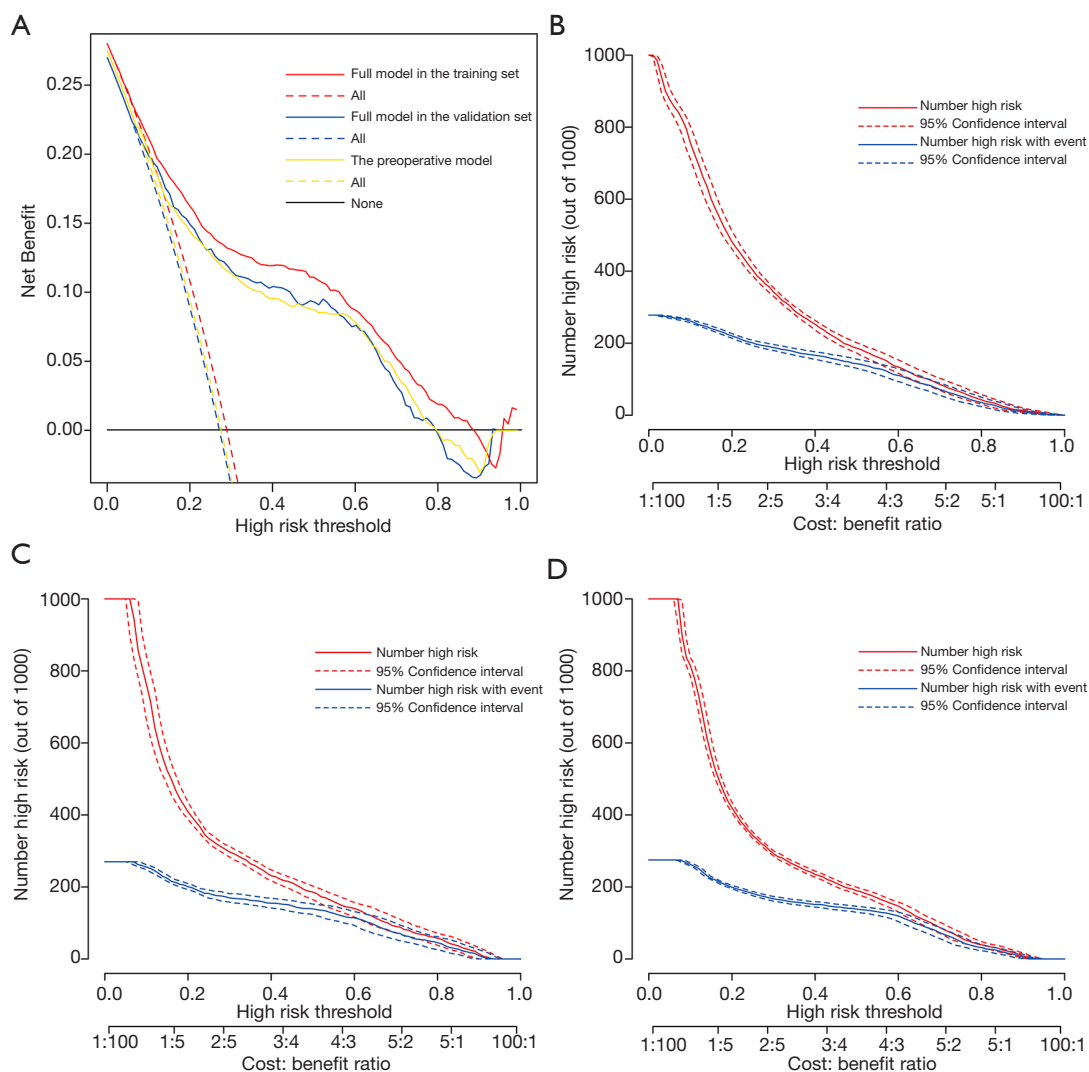 A
Net Benefit
0.25
0.20
0.15
0.10
0.05
0.00
Full model in the training set
All
Full model in the validation set
All
The preoperative model
All
None
0.0 0.2 0.4 0.6 0.8 1.0
High risk threshold
B
Number high risk (out of 1000)
1000
800
600
400
200
0
Number high risk
95% Confidence interval
Number high risk with event
95% Confidence interval
0.0 0.2 0.4 0.6 0.8 1.0
High risk threshold
1:100 1:5 2:5 3:4 4:3 5:2 5:1 100:1
Cost: benefit ratio
C
Number high risk (out of 1000)
1000
800
600
400
200
0
Number high risk
95% Confidence interval
Number high risk with event
95% Confidence interval
0.0 0.2 0.4 0.6 0.8 1.0
High risk threshold
1:100 1:5 2:5 3:4 4:3 5:2 5:1 100:1
Cost: benefit ratio
D
Number high risk (out of 1000)
1000
800
600
400
200
0
Number high risk
95% Confidence interval
Number high risk with event
95% Confidence interval
0.0 0.2 0.4 0.6 0.8 1.0
High risk threshold
1:100 1:5 2:5 3:4 4:3 5:2 5:1 100:1
Cost: benefit ratio